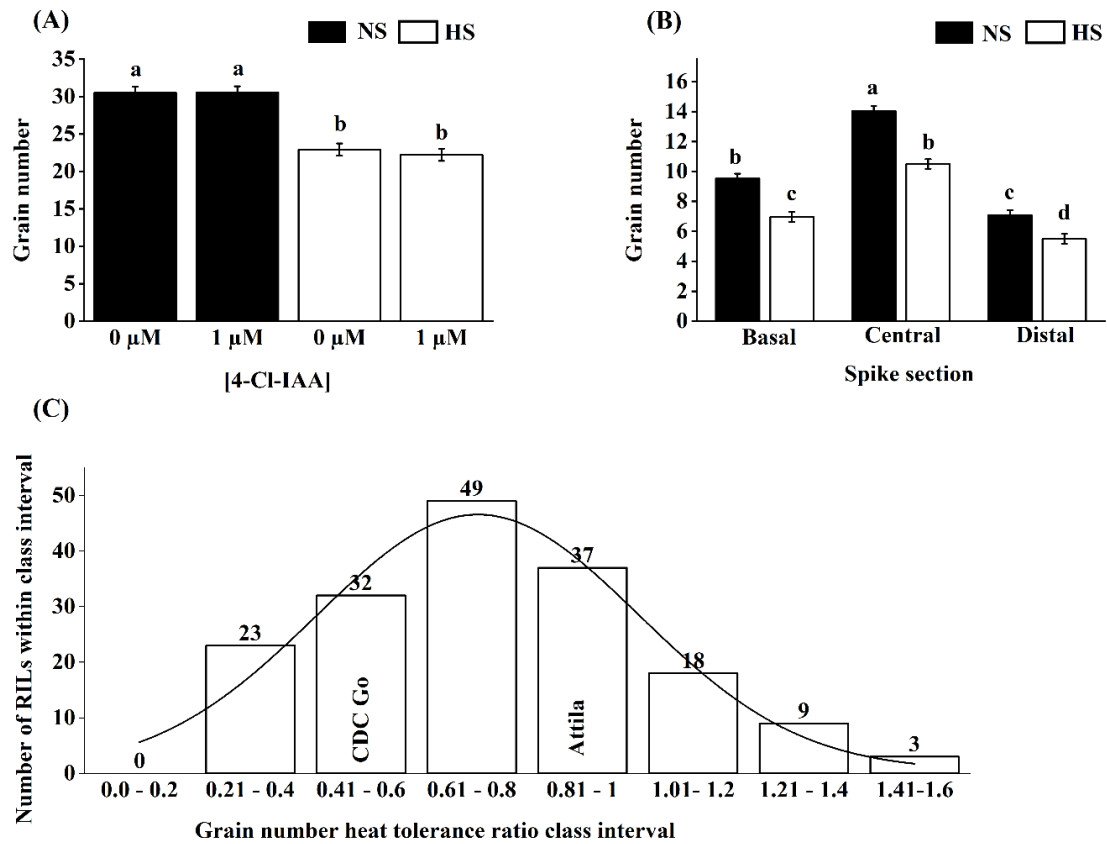 (A)
NS HS
35
30
25
20
15
10
5
0
Grain number
a a b b
0 µM 1 µM 0 µM 1 µM
[4-Cl-IAA]
(B)
NS HS
16
14
12
10
8
6
4
2
0
Grain number
b c a b c d
Basal Central Distal
Spike section
(C)
50
40
30
20
10
0
Number of RILs within class interval
0 23 32 49 37 18 9 3
CDC Go
Attila
0.0 - 0.2 0.21 - 0.4 0.41 - 0.6 0.61 - 0.8 0.81 - 1 1.01- 1.2 1.21 - 1.4 1.41-1.6
Grain number heat tolerance ratio class interval